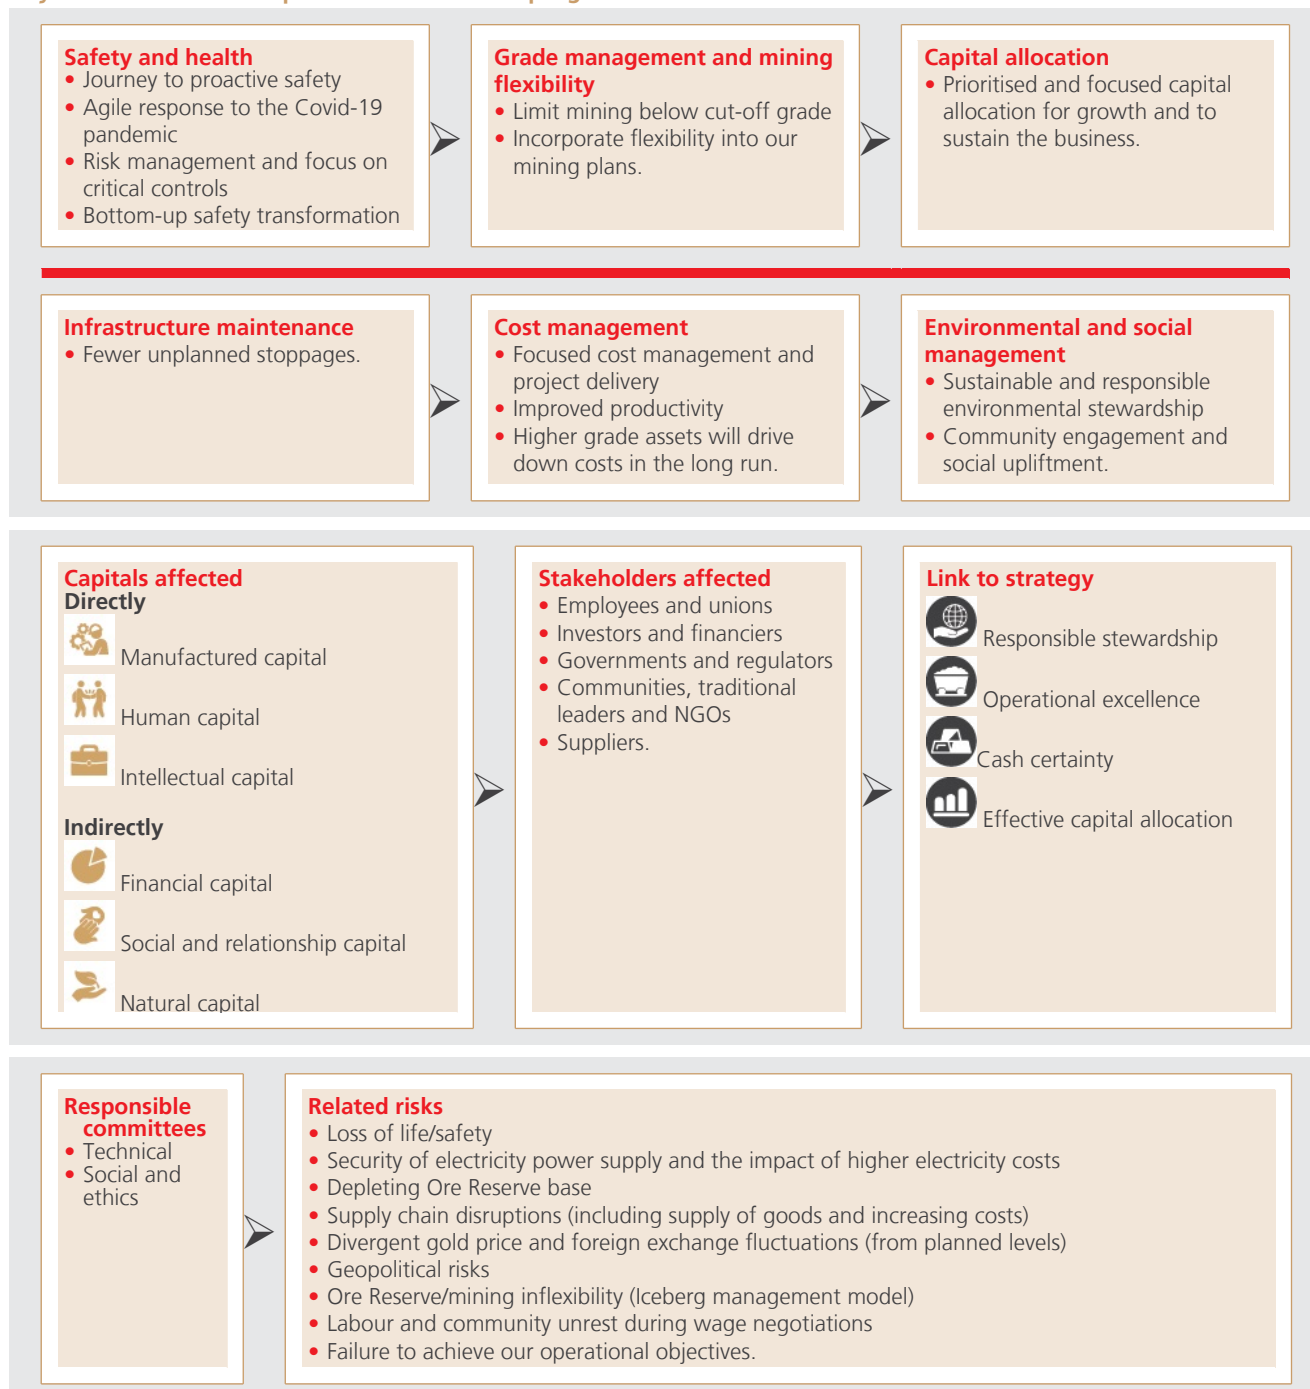 Safety and health
• Journey to proactive safety
• Agile response to the Covid-19
pandemic
• Risk management and focus on
critical controls
• Bottom-up safety transformation
Grade management and mining
flexibility
• Limit mining below cut-off grade
• Incorporate flexibility into our
mining plans.
Capital allocation
• Prioritised and focused capital
allocation for growth and to
sustain the business.
Infrastructure maintenance
• Fewer unplanned stoppages.
Cost management
• Focused cost management and
project delivery
• Improved productivity
• Higher grade assets will drive
down costs in the long run.
Environmental and social
management
• Sustainable and responsible
environmental stewardship
• Community engagement and
social upliftment.
Capitals affected
Directly
Manufactured capital
Human capital
Intellectual capital
Indirectly
Financial capital
Social and relationship capital
Natural capital
Stakeholders affected
• Employees and unions
• Investors and financiers
• Governments and regulators
• Communities, traditional
leaders and NGOs
• Suppliers.
Link to strategy
Responsible stewardship
Operational excellence
Cash certainty
Effective capital allocation
Responsible
committees
• Technical
• Social and
ethics
Related risks
• Loss of life/safety
• Security of electricity power supply and the impact of higher electricity costs
• Depleting Ore Reserve base
• Supply chain disruptions (including supply of goods and increasing costs)
• Divergent gold price and foreign exchange fluctuations (from planned levels)
• Geopolitical risks
• Ore Reserve/mining inflexibility (Iceberg management model)
• Labour and community unrest during wage negotiations
• Failure to achieve our operational objectives.